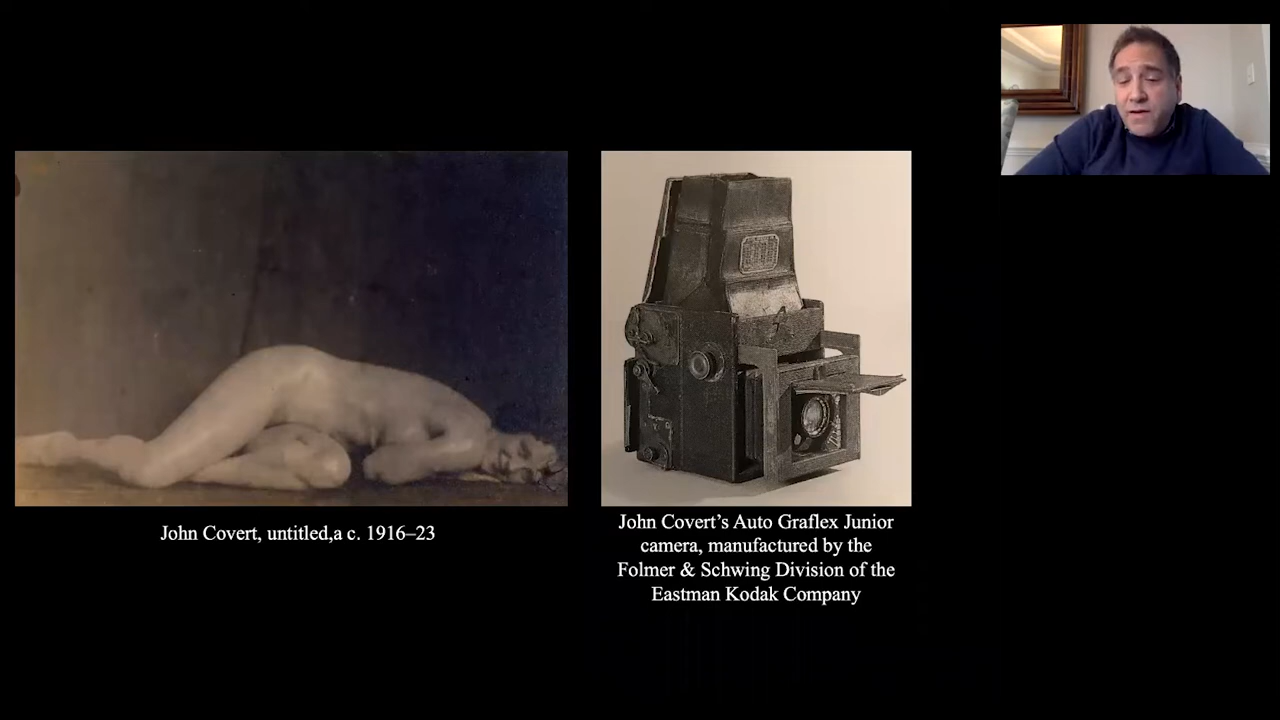 John Covert, untitled,a c. 1916–23
John Covert’s Auto Graflex Junior
camera, manufactured by the
Folmer & Schwing Division of the
Eastman Kodak Company